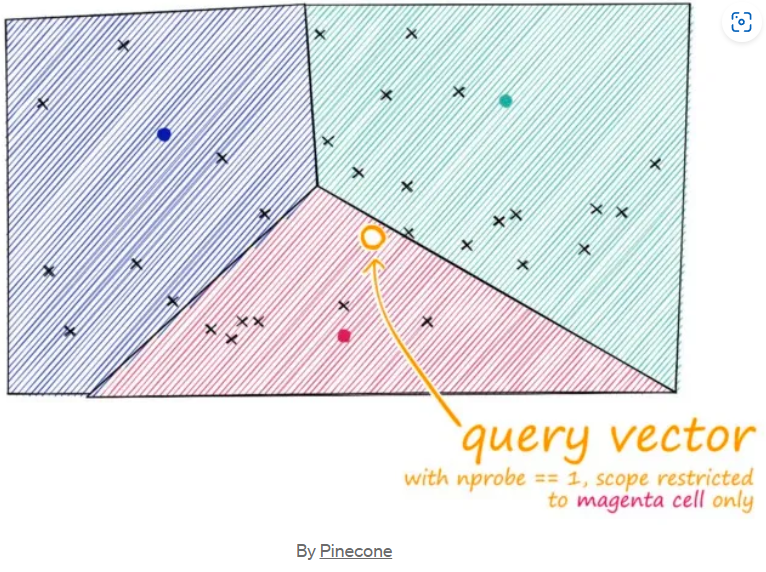 query vector
with nprobe == 1, scope restricted
to magenta cell only
By Pinecone